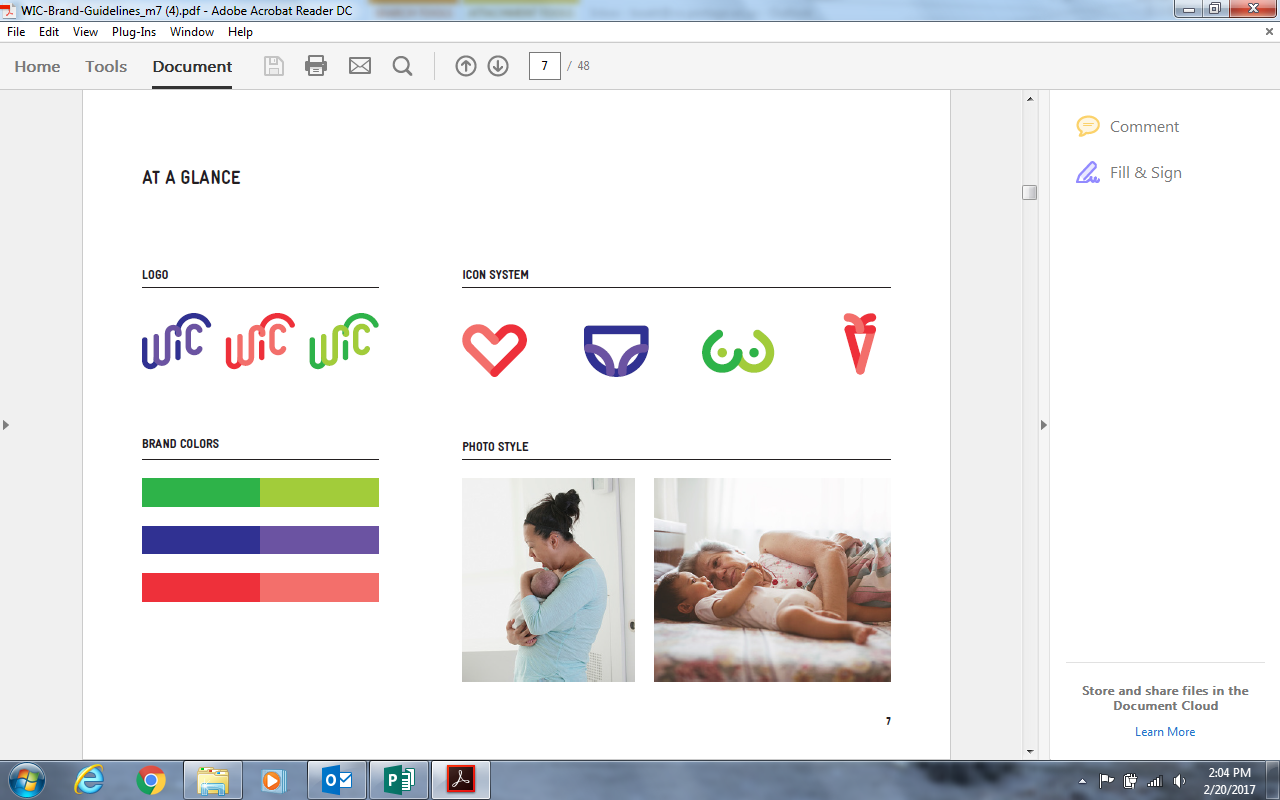 WIC-Brand-Guidelines_m7 (4).pdf - Adobe Acrobat Reader DC
File Edit View Plug-Ins Window Help
Home Tools Document 7 / 48
Comment
Fill & Sign
AT A GLANCE
LOGO
ICON SYSTEM
WiC WiC WiC
BRAND COLORS
PHOTO STYLE
7
Store and share files in the
Document Cloud
Learn More
2:04 PM
2/20/2017